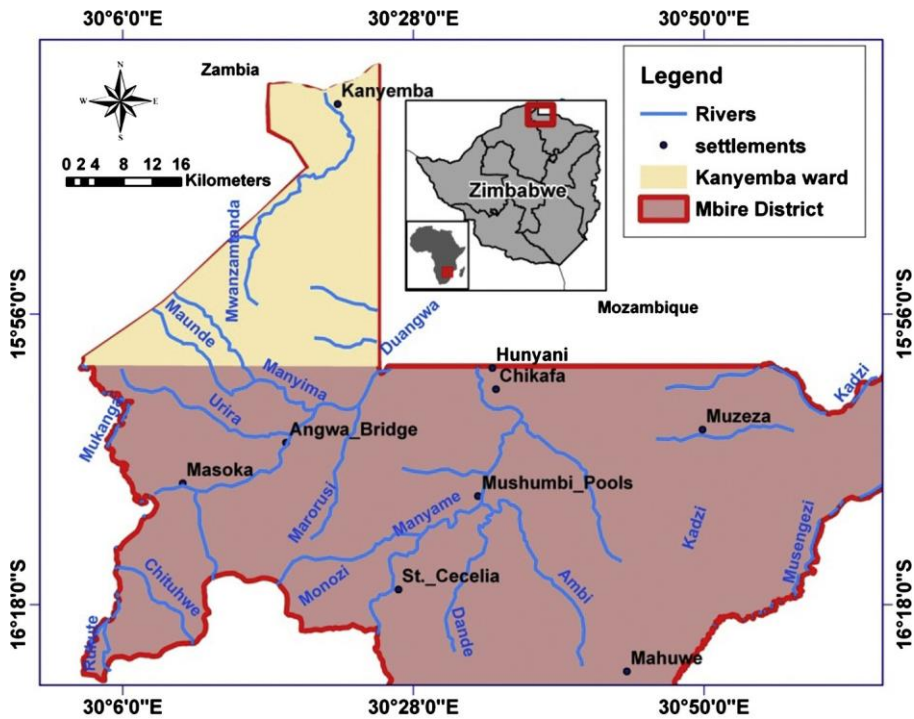 30°6'0"E
30°28'0"E
30°50'0"E
Zambia
Kanyemba
N
W
E
S
0 2 4 8 12 16
Kilometers
Zimbabwe
Legend
Rivers
settlements
Kanyemba ward
Mbire District
Mwanzamtanda
15°56'0"S
15°56'0"S
Mozambique
Maunde
Duangwa
Hunyani
Chikafa
Manyima
Kadzi
Mukanga
Urira
Angwa_Bridge
Muzeza
Masoka
Mushumbi_Pools
Marorusi
Manyame
Kadzi
Musengezi
Chituhwe
Monozi
St._Cecelia
Ambi
16°18'0"S
16°18'0"S
Rukute
Dande
Mahuwe
30°6'0"E
30°28'0"E
30°50'0"E